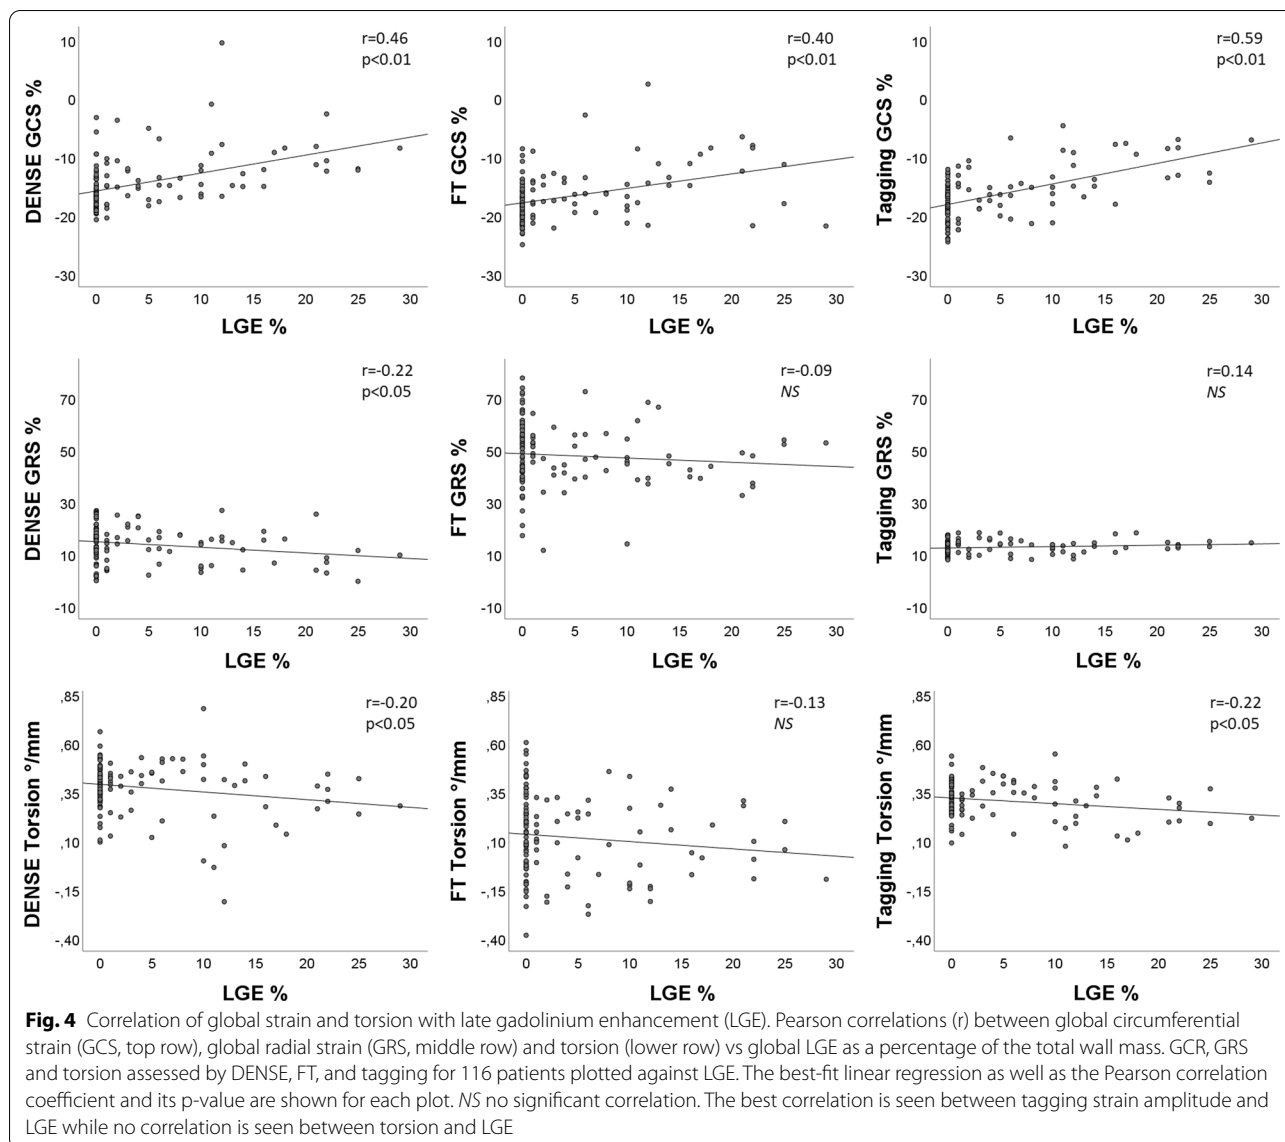 r=0.46
p<0.01
10
0
-10
-20
-30
DENSE GCS %
0 5 10 15 20 25 30
LGE %
r=0.40
p<0.01
10
0
-10
-20
-30
FT GCS %
0 5 10 15 20 25 30
LGE %
r=0.59
p<0.01
10
0
-10
-20
-30
Tagging GCS %
0 5 10 15 20 25 30
LGE %
r=-0.22
p<0.05
70
50
30
10
-10
DENSE GRS %
0 5 10 15 20 25 30
LGE %
r=-0.09
NS
70
50
30
10
-10
FT GRS %
0 5 10 15 20 25 30
LGE %
r=0.14
NS
70
50
30
10
-10
Tagging GRS %
0 5 10 15 20 25 30
LGE %
r=-0.20
p<0.05
,85
,60
,35
,10
-,15
-,40
DENSE Torsion °/mm
0 5 10 15 20 25 30
LGE %
r=-0.13
NS
,85
,60
,35
,10
-,15
-,40
FT Torsion °/mm
0 5 10 15 20 25 30
LGE %
r=-0.22
p<0.05
,85
,60
,35
,10
-,15
-,40
Tagging Torsion °/mm
0 5 10 15 20 25 30
LGE %
Fig. 4 Correlation of global strain and torsion with late gadolinium enhancement (LGE). Pearson correlations (r) between global circumferential
strain (GCS, top row), global radial strain (GRS, middle row) and torsion (lower row) vs global LGE as a percentage of the total wall mass. GCR, GRS
and torsion assessed by DENSE, FT, and tagging for 116 patients plotted against LGE. The best-fit linear regression as well as the Pearson correlation
coefficient and its p-value are shown for each plot. NS no significant correlation. The best correlation is seen between tagging strain amplitude and
LGE while no correlation is seen between torsion and LGE